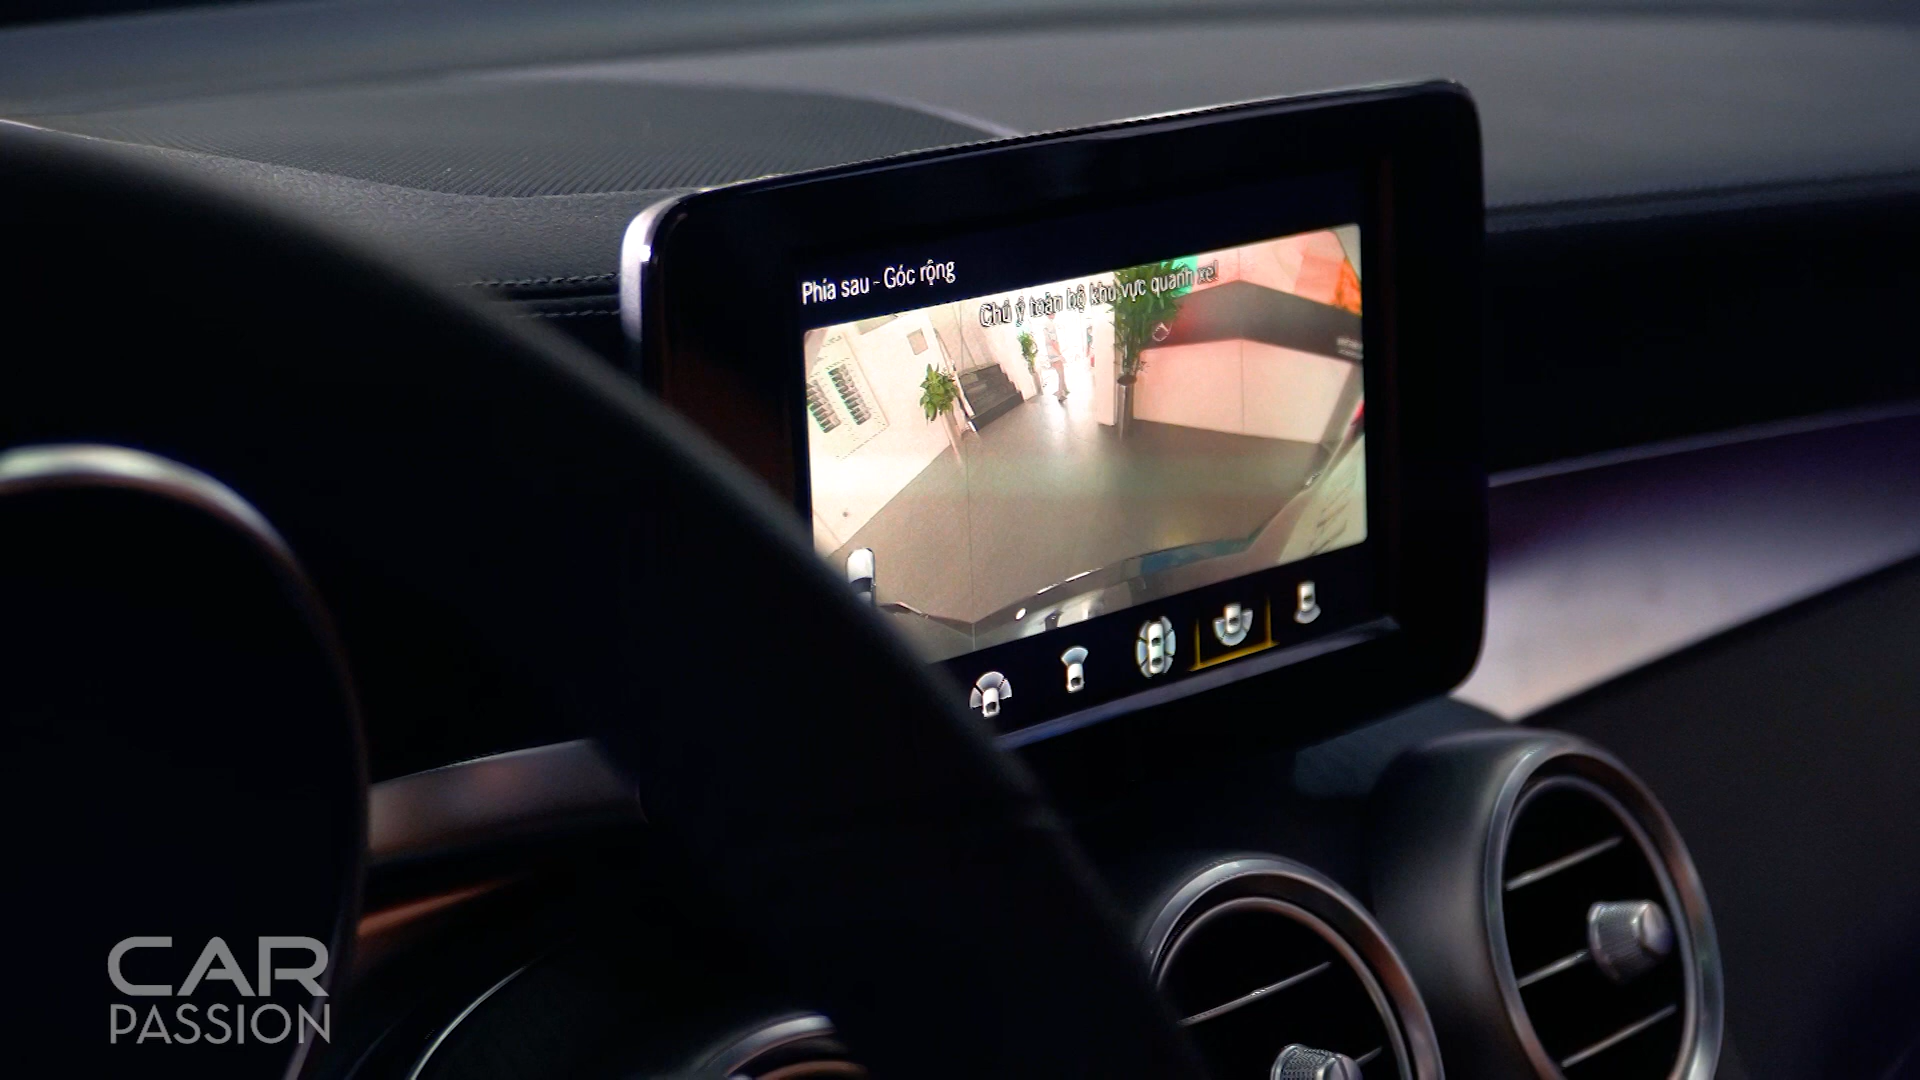 Phía sau - Góc rộng
Chú ý toàn bộ khu vực quanh xe!
CAR
PASSION